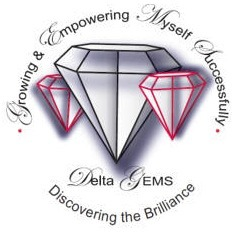 Growing & Empowering Myself Successfully
Delta GEMS
Discovering the Brilliance